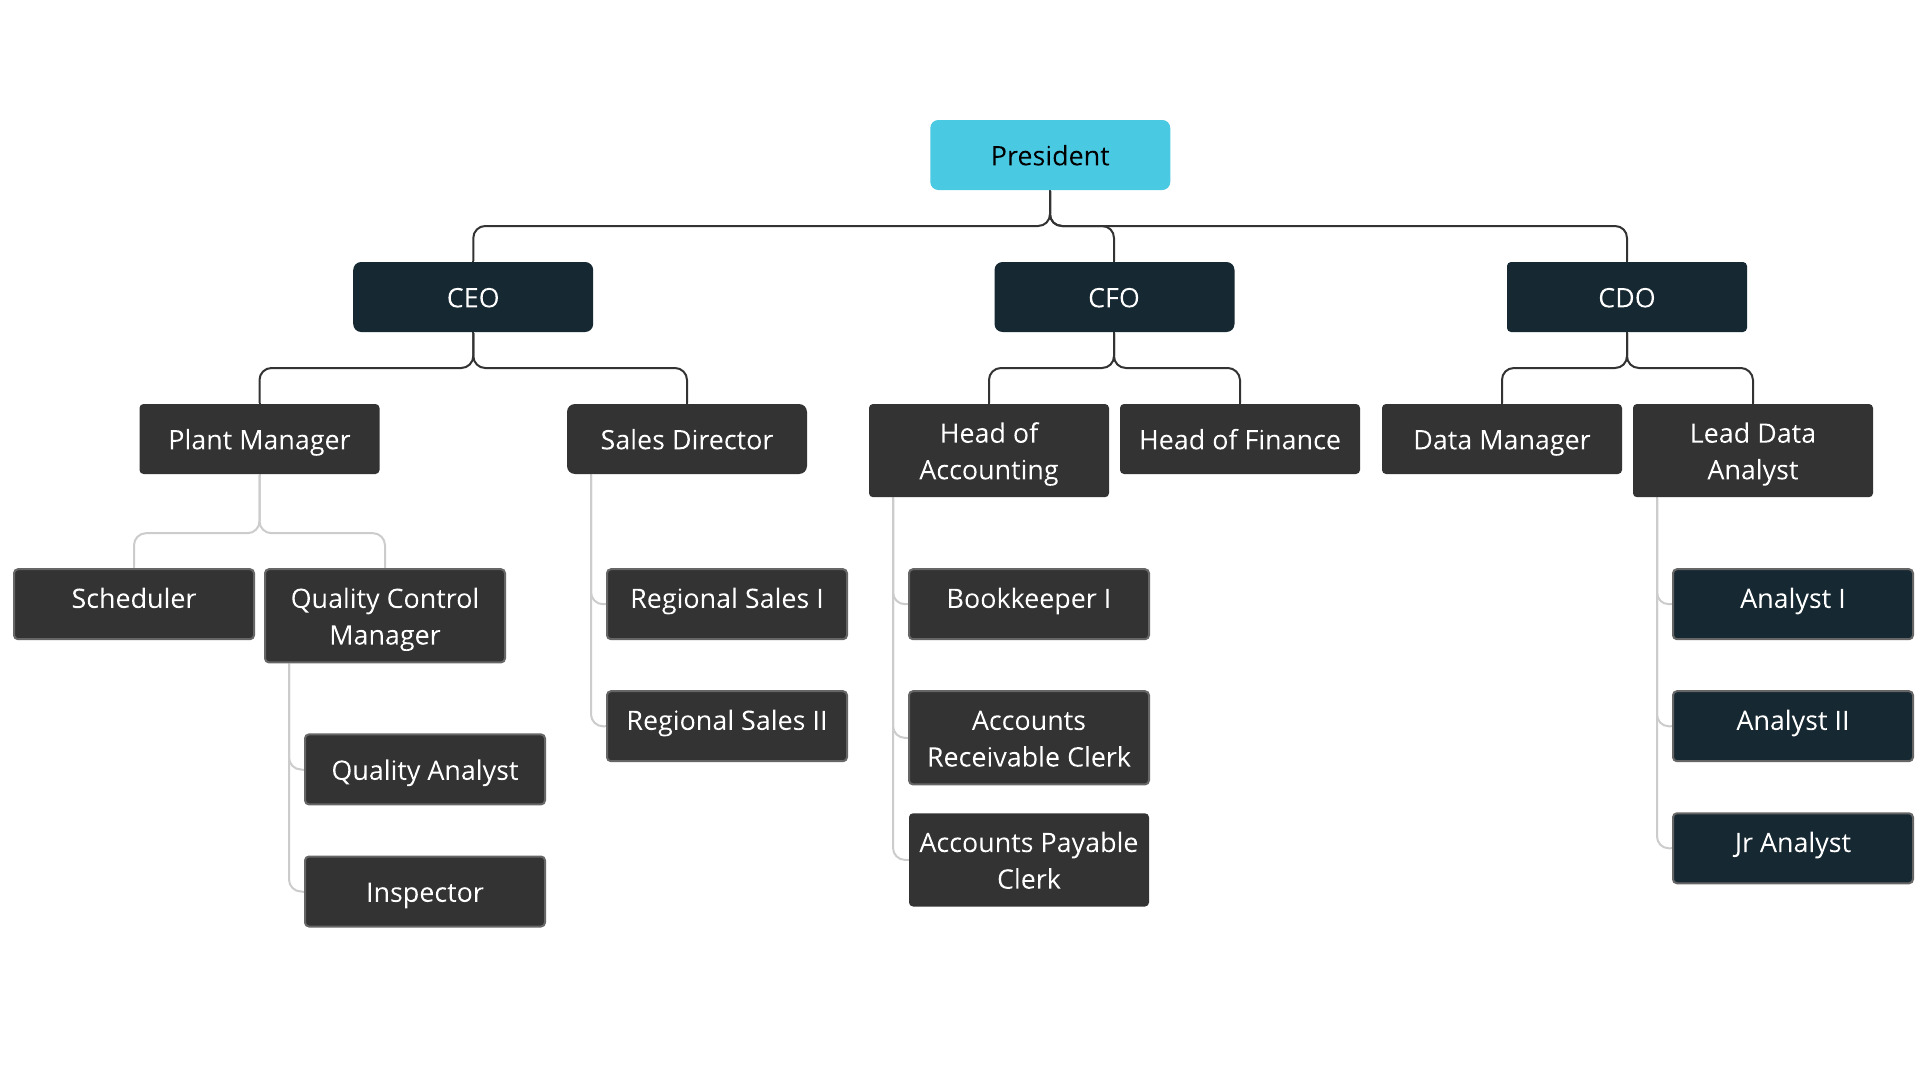 President
CEO
CFO
CDO
Plant Manager
Sales Director
Head of
Accounting
Head of Finance
Data Manager
Lead Data
Analyst
Scheduler
Quality Control
Manager
Regional Sales I
Bookkeeper I
Analyst I
Regional Sales II
Accounts
Receivable Clerk
Analyst II
Quality Analyst
Accounts Payable
Clerk
Jr Analyst
Inspector